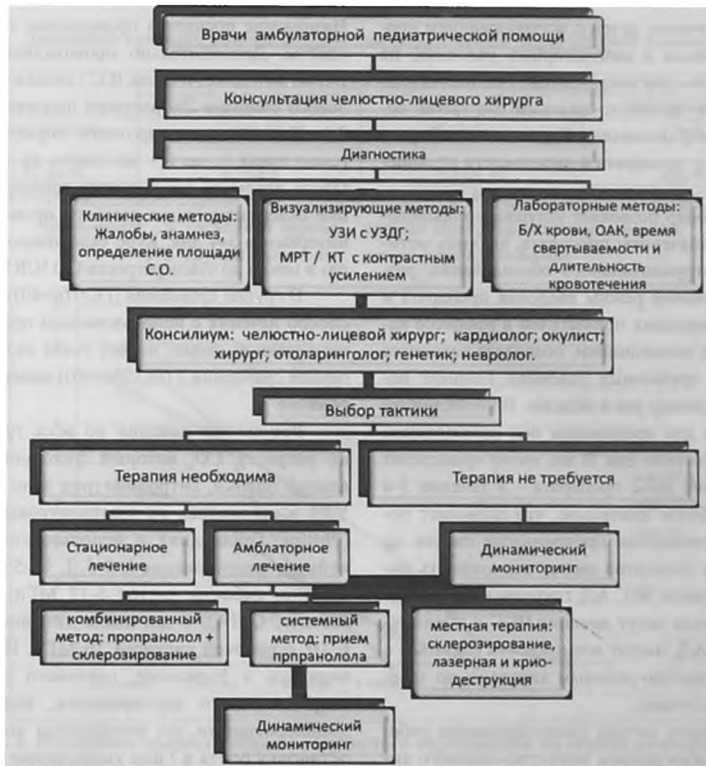 Врачи амбулаторной педиатрической помощи
Консультация челюстно-лицевого хирурга
Диагностика
Клинические методы:
Жалобы, анамнез,
определение площади
С.О.
Визуализирующие методы:
УЗИ с УЗДГ;
МРТ / КТ с контрастным
усилением
Лабораторные методы:
Б/Х крови, ОАК, время
свертываемости и
длительность
кровотечения
Консилиум: челюстно-лицевой хирург; кардиолог; окулист;
хирург; отоларинголог; генетик; невролог.
Выбор тактики
Терапия необходима
Терапия не требуется
Стационарное
лечение
Амблаторное
лечение
Динамический
мониторинг
комбинированный
метод: пропранолол +
склерозирование
системный
метод: прием
прпранолола
местная терапия:
склерозирование,
лазерная и крио-
деструкция
Динамический
мониторинг